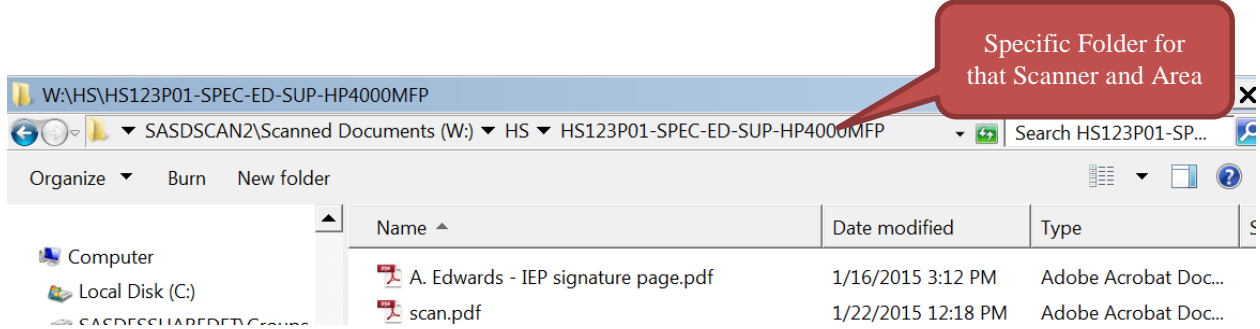 Specific Folder for
that Scanner and Area
W:\HS\HS123P01-SPEC-ED-SUP-HP4000MFP
SASDSCAN2\Scanned Documents (W:) HS HS123P01-SPEC-ED-SUP-HP4000MFP
Search HS123P01-SP...
Organize Burn New folder
Name Date modified Type
Computer
A. Edwards - IEP signature page.pdf 1/16/2015 3:12 PM Adobe Acrobat Doc...
Local Disk (C:)
scan.pdf 1/22/2015 12:18 PM Adobe Acrobat Doc...